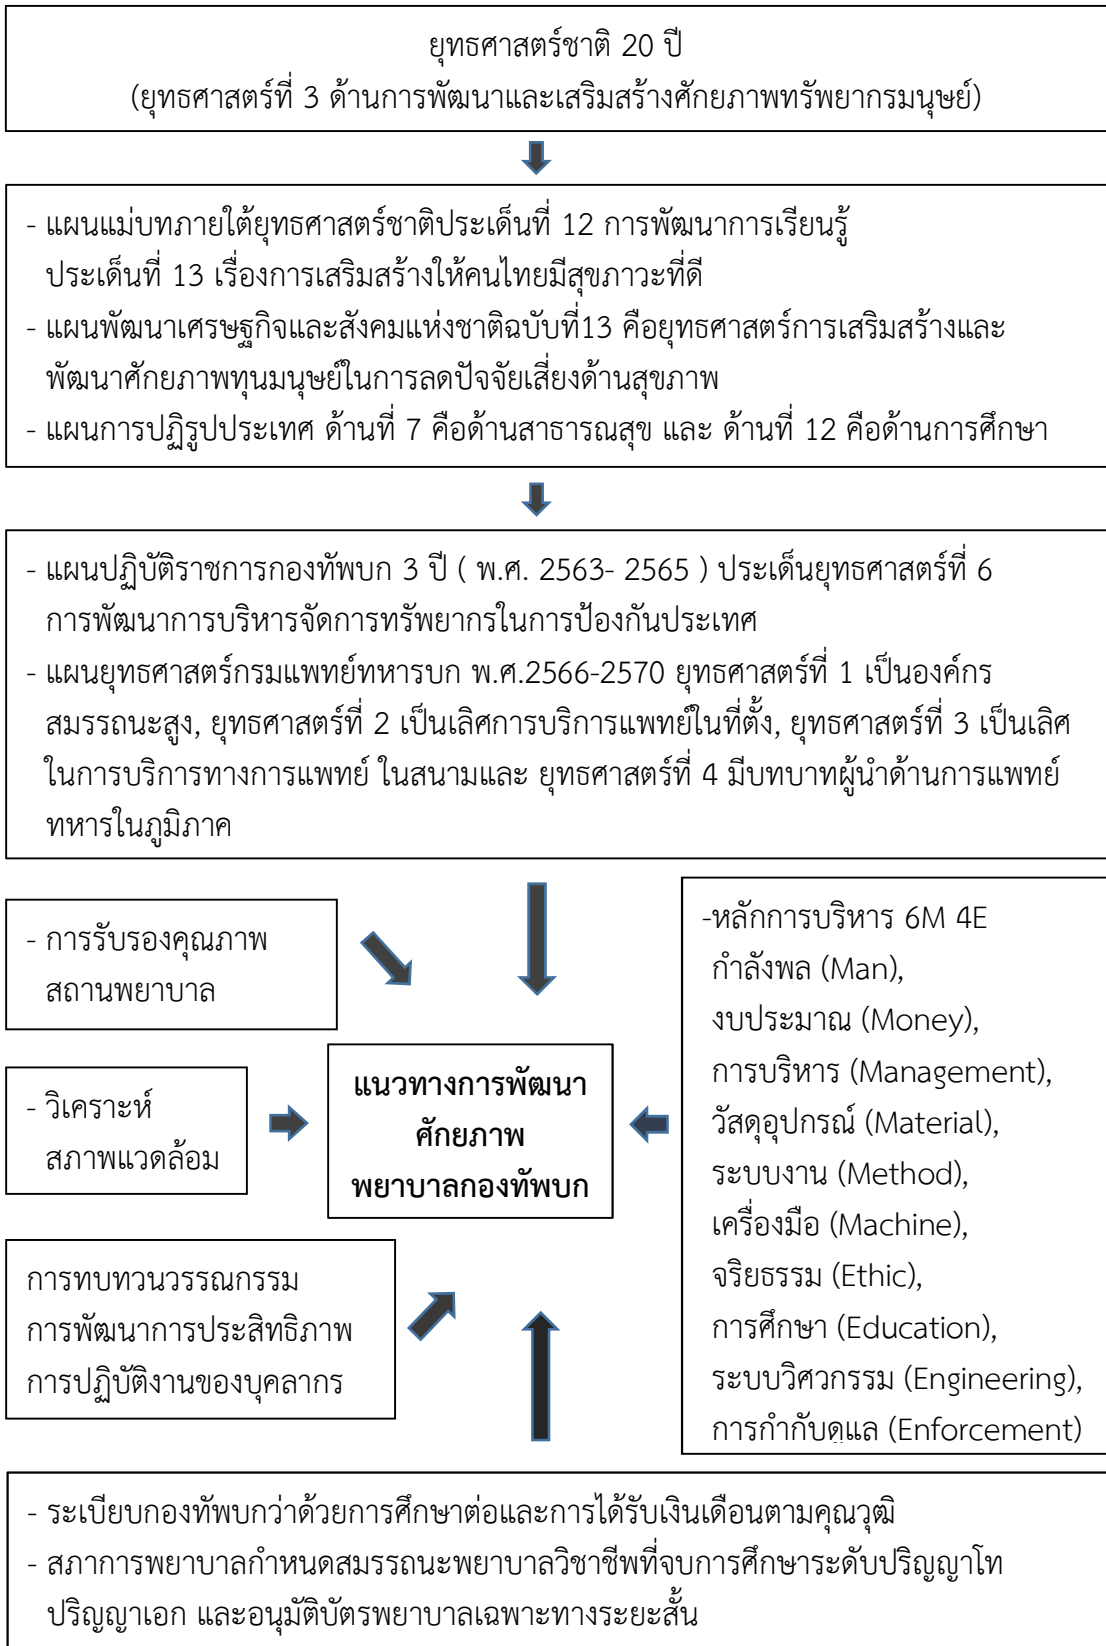 ยุทธศาสตร์ชาติ 20 ปี
(ยุทธศาสตร์ที่ 3 ด้านการพัฒนาและเสริมสร้างศักยภาพทรัพยากรมนุษย์)
- แผนแม่บทภายใต้ยุทธศาสตร์ชาติประเด็นที่ 12 การพัฒนาการเรียนรู้
ประเด็นที่ 13 เรื่องการเสริมสร้างให้คนไทยมีสุขภาวะที่ดี
- แผนพัฒนาเศรษฐกิจและสังคมแห่งชาติฉบับที่13 คือยุทธศาสตร์การเสริมสร้างและ
พัฒนาศักยภาพทุนมนุษย์ในการลดปัจจัยเสี่ยงด้านสุขภาพ
- แผนการปฏิรูปประเทศ ด้านที่ 7 คือด้านสาธารณสุข และ ด้านที่ 12 คือด้านการศึกษา
- แผนปฏิบัติราชการกองทัพบก 3 ปี ( พ.ศ. 2563- 2565 ) ประเด็นยุทธศาสตร์ที่ 6
การพัฒนาการบริหารจัดการทรัพยากรในการป้องกันประเทศ
- แผนยุทธศาสตร์กรมแพทย์ทหารบก พ.ศ.2566-2570 ยุทธศาสตร์ที่ 1 เป็นองค์กร
สมรรถนะสูง, ยุทธศาสตร์ที่ 2 เป็นเลิศการบริการแพทย์ในที่ตั้ง, ยุทธศาสตร์ที่ 3 เป็นเลิศ
ในการบริการทางการแพทย์ ในสนามและ ยุทธศาสตร์ที่ 4 มีบทบาทผู้นำด้านการแพทย์
ทหารในภูมิภาค
- การรับรองคุณภาพ
สถานพยาบาล
- วิเคราะห์
สภาพแวดล้อม
การทบทวนวรรณกรรม
การพัฒนาการประสิทธิภาพ
การปฏิบัติงานของบุคลากร
แนวทางการพัฒนา
ศักยภาพ
พยาบาลกองทัพบก
-หลักการบริหาร 6M 4E
กำลังพล (Man),
งบประมาณ (Money),
การบริหาร (Management),
วัสดุอุปกรณ์ (Material),
ระบบงาน (Method),
เครื่องมือ (Machine),
จริยธรรม (Ethic),
การศึกษา (Education),
ระบบวิศวกรรม (Engineering),
การกำกับดูแล (Enforcement)
- ระเบียบกองทัพบกว่าด้วยการศึกษาต่อและการได้รับเงินเดือนตามคุณวุฒิ
- สภาการพยาบาลกำหนดสมรรถนะพยาบาลวิชาชีพที่จบการศึกษาระดับปริญญาโท
ปริญญาเอก และอนุมัติบัตรพยาบาลเฉพาะทางระยะสั้น